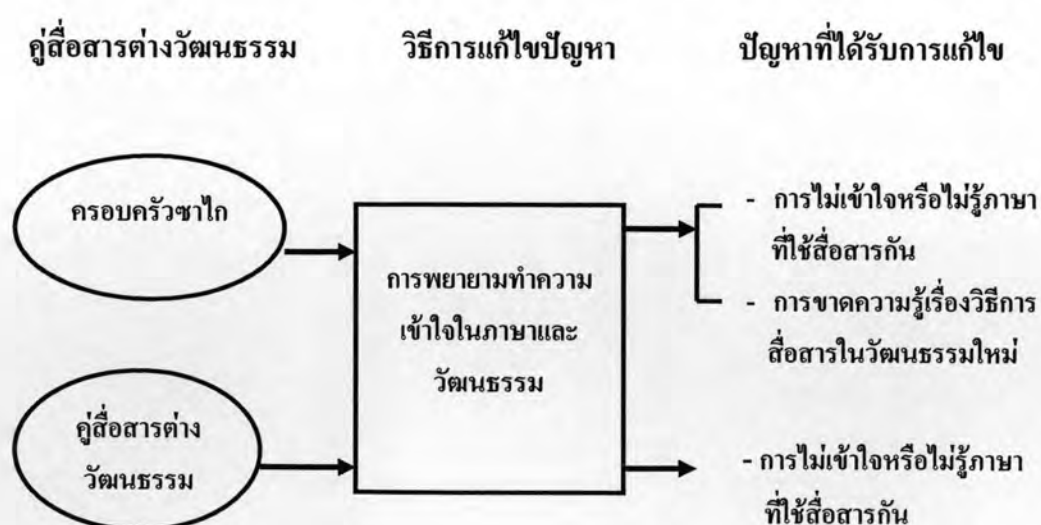 คู่สื่อสารต่างวัฒนธรรม
วิธีการแก้ไขปัญหา
ปัญหาที่ได้รับการแก้ไข
ครอบครัวซาไก
การพยายามทำความ
เข้าใจในภาษาและ
วัฒนธรรม
- การไม่เข้าใจหรือไม่รู้ภาษา
ที่ใช้สื่อสารกัน
- การขาดความรู้เรื่องวิธีการ
สื่อสารในวัฒนธรรมใหม่
คู่สื่อสารต่าง
วัฒนธรรม
- การไม่เข้าใจหรือไม่รู้ภาษา
ที่ใช้สื่อสารกัน